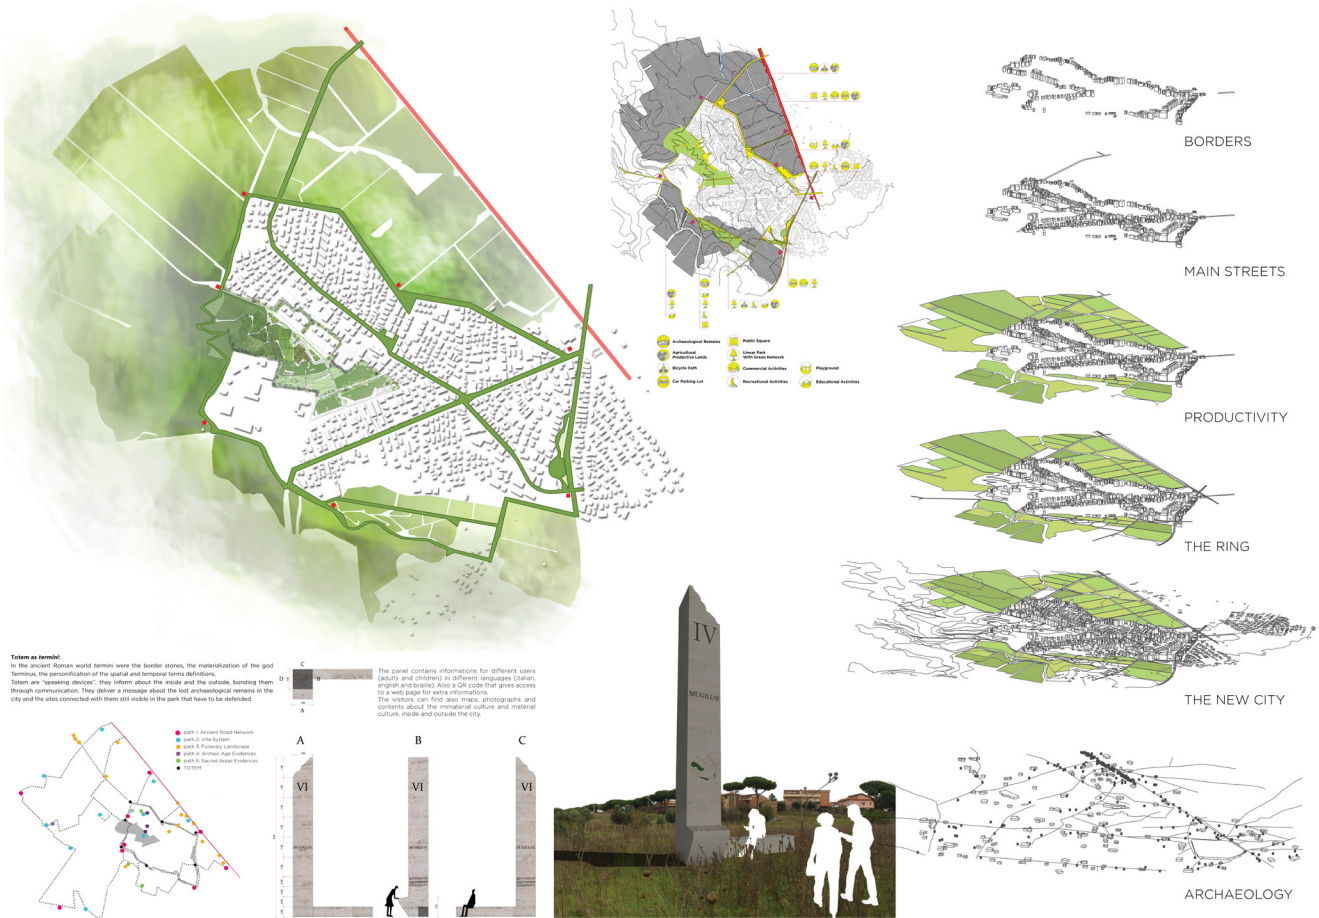 BORDERS
MAIN STREETS
PRODUCTIVITY
THE RING
THE NEW CITY
ARCHAEOLOGY
Archaeological Remains
Agricultural
Productive Lands
Bicycle Path
Car Parking Lot
Public Square
Linear Park
With Green Network
Commercial Activities
Recreational Activities
Playground
Educational Activities
Totem as termini:
In the ancient Roman world termini were the border stones, the materialization of the god
Terminus, the personification of the spatial and temporal terms definitions.
Totem are "speaking devices", they inform about the inside and the outside, bonding them
through communication. They deliver a message about the lost archaeological remains in the
city and the sites connected with them still visible in the park that have to be defended.
path 1: Ancient Road Network
path 2: Villa System
path 3: Funerary Landscape
path 4: Archaic Age Evidences
path 5: Sacred Areas Evidences
TOTEM
C
D
B
A
The panel contains informations for different users
(adults and children) in different languages (italian,
english and braille). Also a QR code that gives access
to a web page for extra informations.
The visitors can find also maps, photographs and
contents about the immaterial culture and material
culture, inside and outside the city.
A
B
C
VI
VI
VI
MUGILLAE
MUGILLAE
MUGILLAE
IV
MUGILLAE